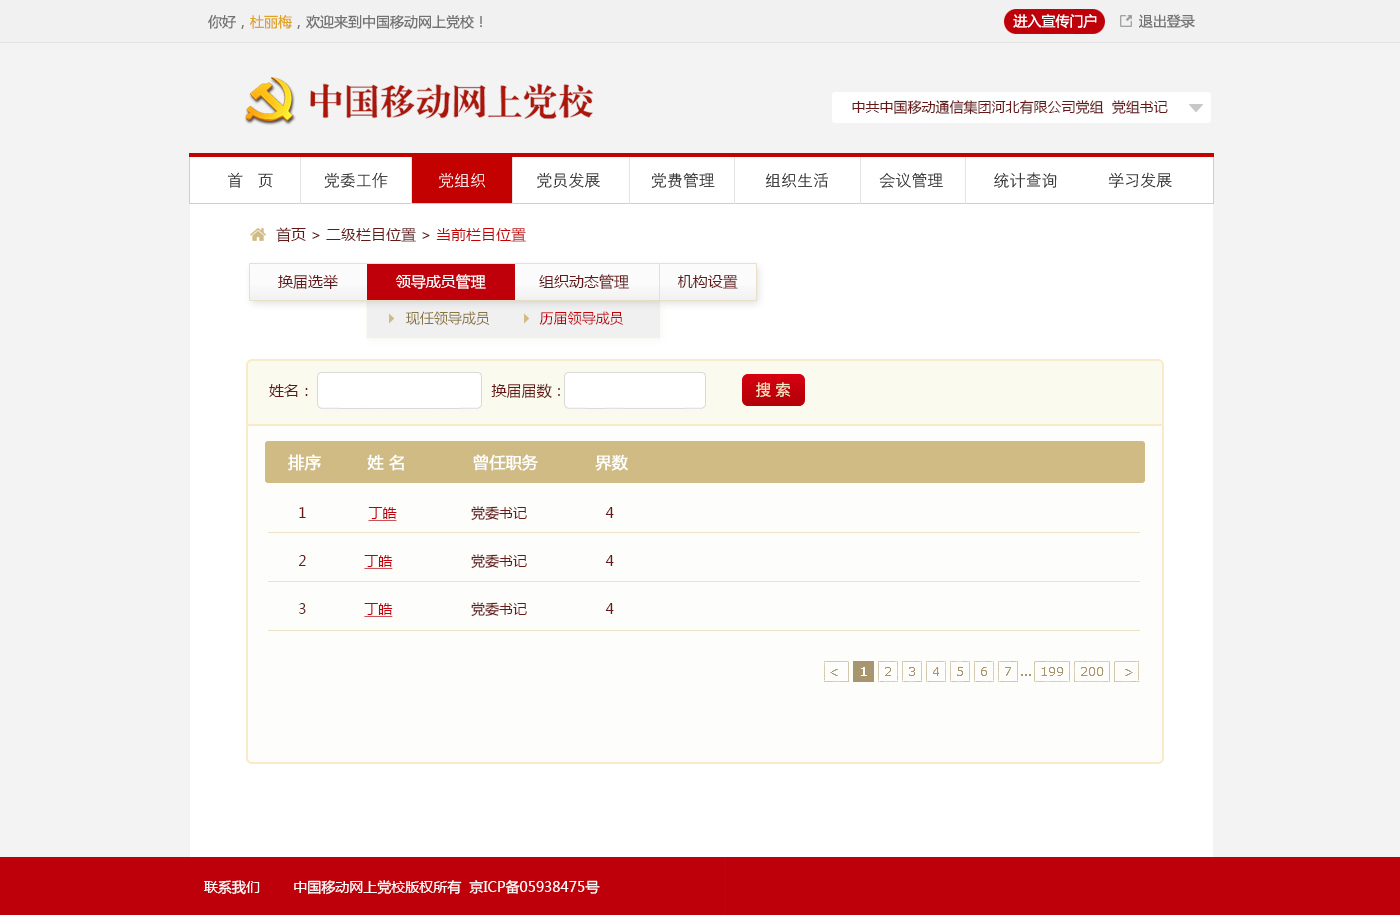 你好，杜丽梅，欢迎来到中国移动网上党校！ 进入宣传门户 退出登录
中国移动网上党校
中共中国移动通信集团河北有限公司党组 党组书记
首 页 党委工作 党组织 党员发展 党费管理 组织生活 会议管理 统计查询 学习发展
首页 > 二级栏目位置 > 当前栏目位置
换届选举 领导成员管理 组织动态管理 机构设置
现任领导成员 历届领导成员
姓名： 换届届数： 搜 索
排序 姓 名 曾任职务 界数
1 丁皓 党委书记 4
2 丁皓 党委书记 4
3 丁皓 党委书记 4
< 1 2 3 4 5 6 7 ... 199 200 >
联系我们 中国移动网上党校版权所有 京ICP备05938475号